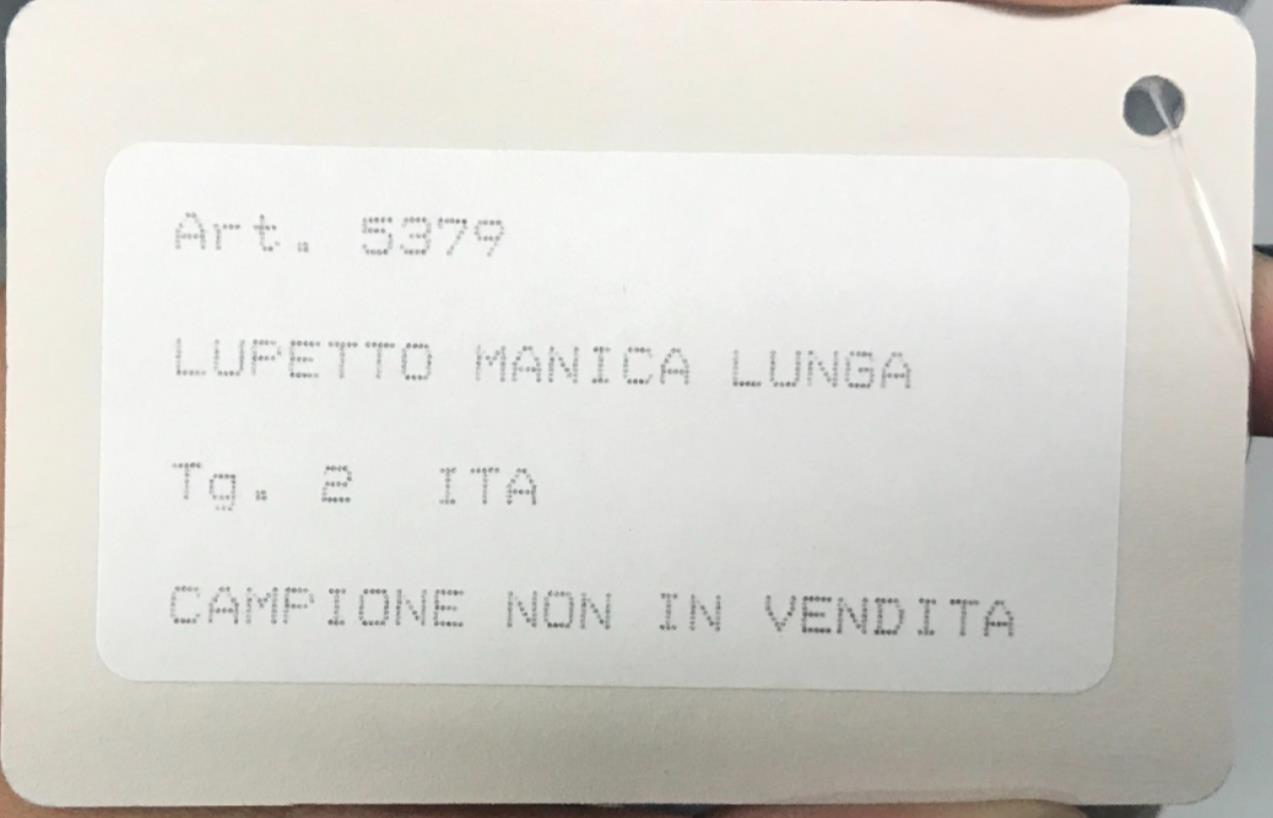 Art. 5379
LUPETTO MANICA LUNGA
Tg. 2 ITA
CAMPIONE NON IN VENDITA